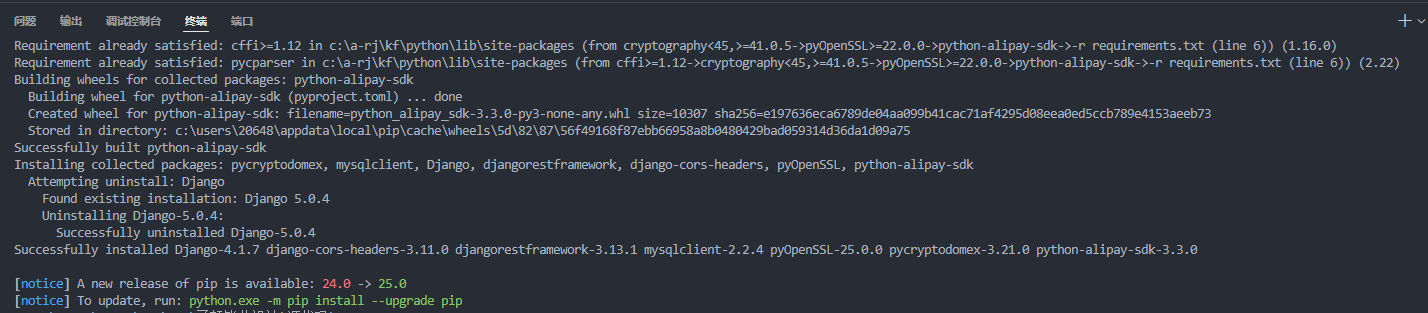 问题 输出 调试控制台 终端 端口
Requirement already satisfied: cffi>=1.12 in c:\a-rj\kf\python\lib\site-packages (from cryptography<45,>=41.0.5->pyOpenSSL>=22.0.0->python-alipay-sdk->-r requirements.txt (line 6)) (1.16.0)
Requirement already satisfied: pycparser in c:\a-rj\kf\python\lib\site-packages (from cffi>=1.12->cryptography<45,>=41.0.5->pyOpenSSL>=22.0.0->python-alipay-sdk->-r requirements.txt (line 6)) (2.22)
Building wheels for collected packages: python-alipay-sdk
Building wheel for python-alipay-sdk (pyproject.toml) ... done
Created wheel for python-alipay-sdk: filename=python_alipay_sdk-3.3.0-py3-none-any.whl size=10307 sha256=e197636eca6789de04aa099b41cac71af4295d08eea0ed5ccb789e4153aeeb73
Stored in directory: c:\users\20648\appdata\local\pip\cache\wheels\5d\82\87\56f49168f87ebb66958a8b0480429bad059314d36da1d09a75
Successfully built python-alipay-sdk
Installing collected packages: pycryptodomex, mysqlclient, Django, djangorestframework, django-cors-headers, pyOpenSSL, python-alipay-sdk
Attempting uninstall: Django
Found existing installation: Django 5.0.4
Uninstalling Django-5.0.4:
Successfully uninstalled Django-5.0.4
Successfully installed Django-4.1.7 django-cors-headers-3.11.0 djangorestframework-3.13.1 mysqlclient-2.2.4 pyOpenSSL-25.0.0 pycryptodomex-3.21.0 python-alipay-sdk-3.3.0
[notice] A new release of pip is available: 24.0 -> 25.0
[notice] To update, run: python.exe -m pip install --upgrade pip